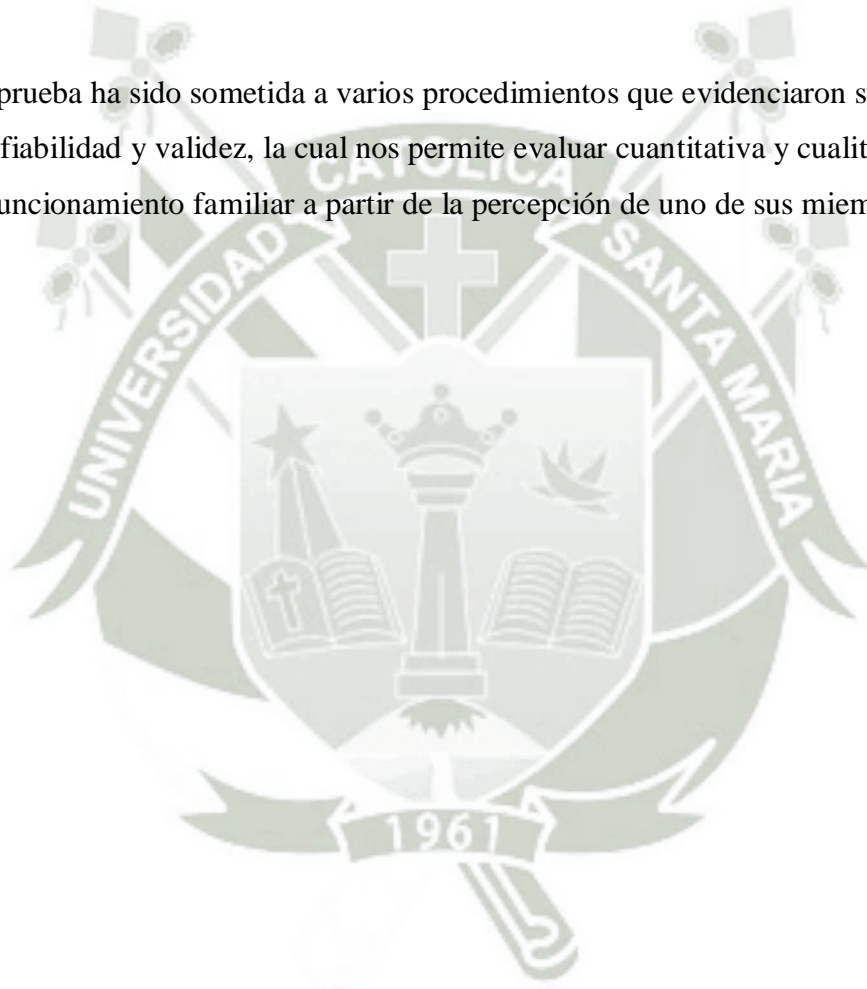 prueba ha sido sometida a varios procedimientos que evidenciaron s
fiabilidad y validez, la cual nos permite evaluar cuantitativa y cualit
uncionamiento familiar a partir de la percepción de uno de sus miem
UNIVERSIDAD CATOLICA SANTA MARIA
1961